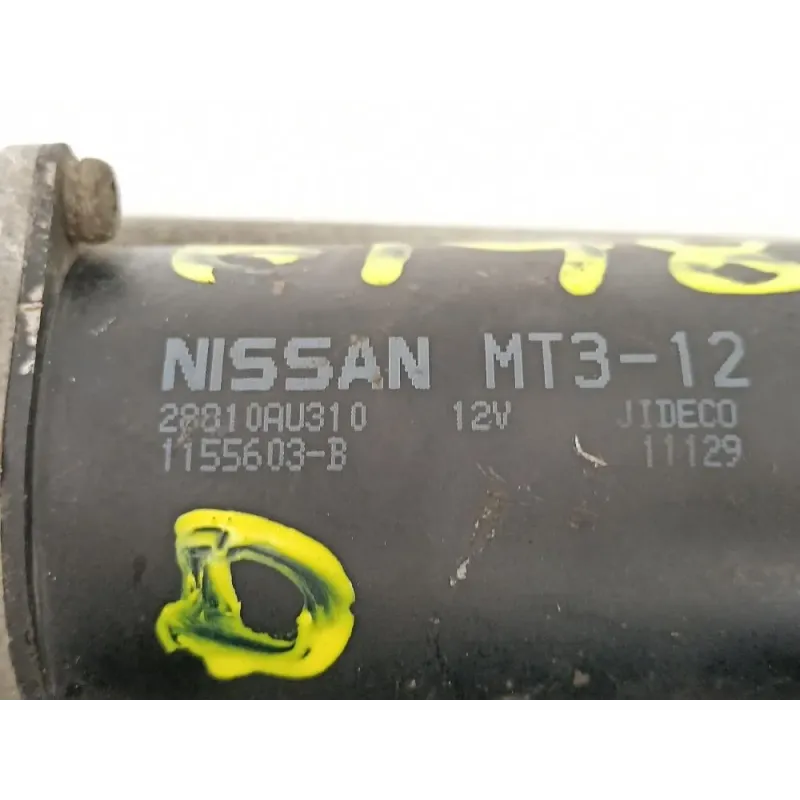 NISSAN MT3-12
28810AU310 12V JIDECO
1155603-B 11129
D